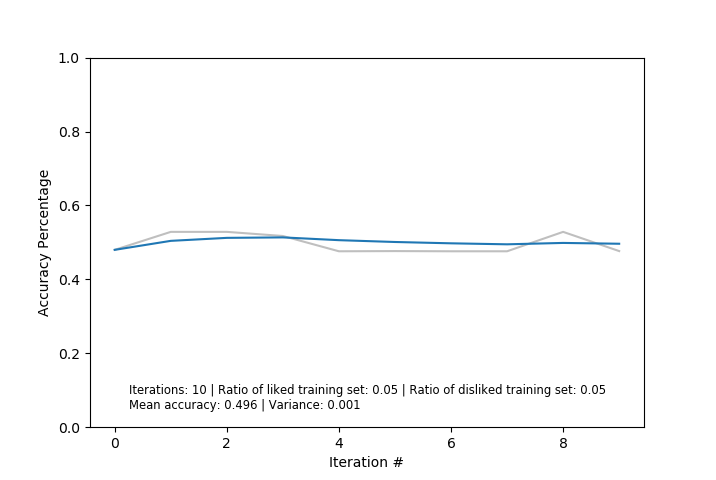 1.0
0.8
0.6
0.4
0.2
0.0
Accuracy Percentage
Iterations: 10 | Ratio of liked training set: 0.05 | Ratio of disliked training set: 0.05
Mean accuracy: 0.496 | Variance: 0.001
0 2 4 6 8
Iteration #